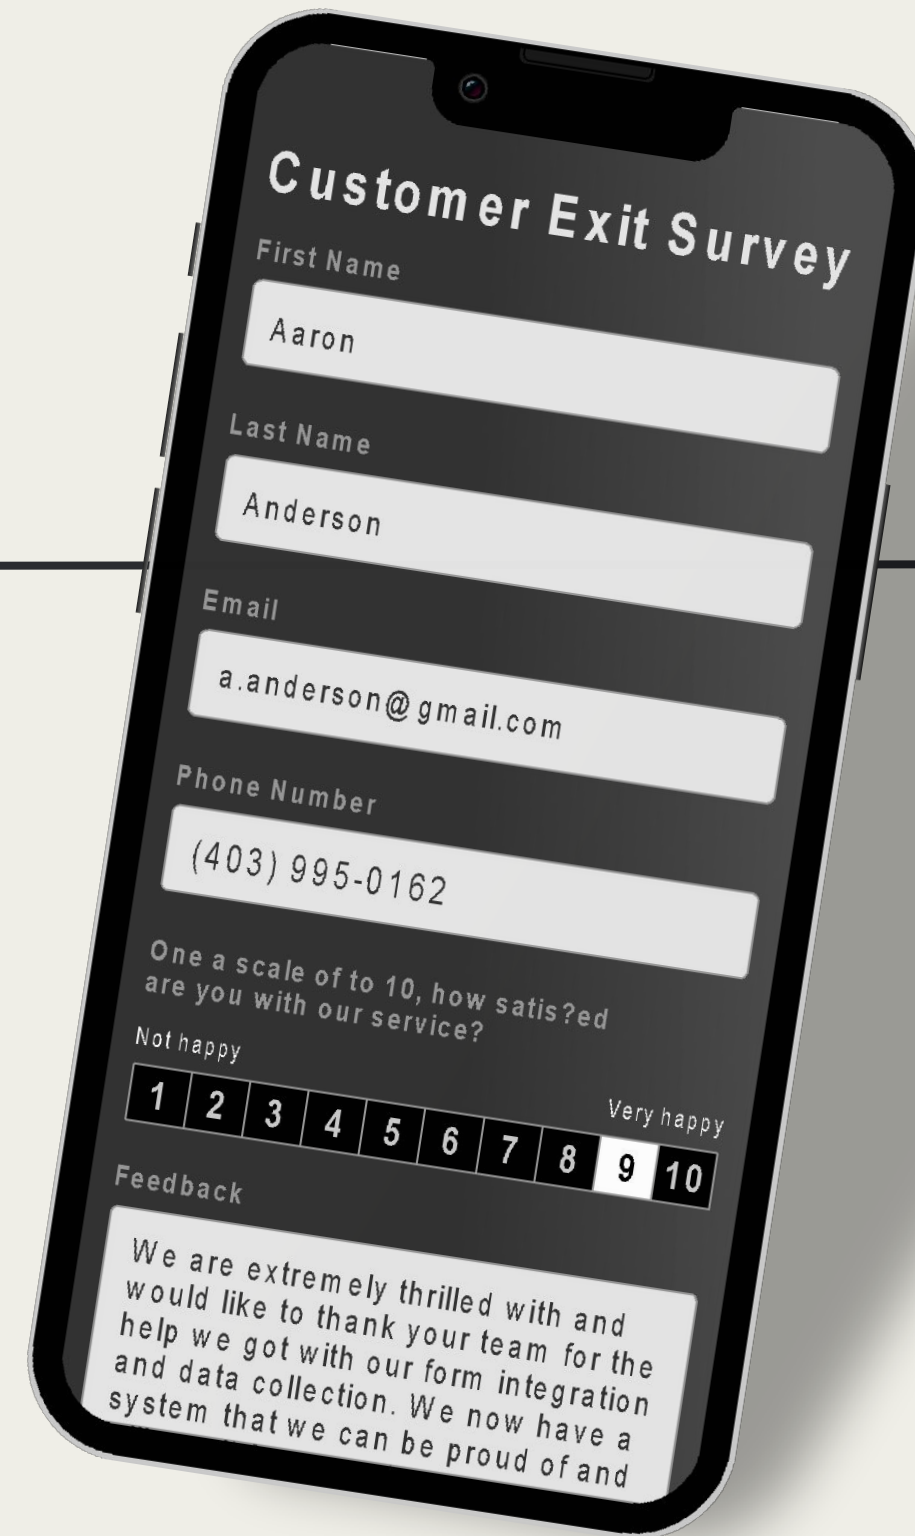 Customer Exit Survey
First Name
Aaron
Last Name
Anderson
Email
a.anderson@gmail.com
Phone Number
(403) 995-0162
One a scale of to 10, how satis?ed
are you with our service?
Not happy
Very happy
1 2 3 4 5 6 7 8 9 10
Feedback
We are extremely thrilled with and
would like to thank your team for the
help we got with our form integration
and data collection. We now have a
system that we can be proud of and